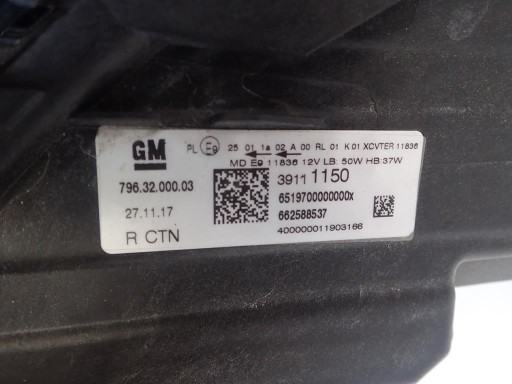 GM
PL E9 25 01 1a 02 A 00 RL 01 K 01 XCVTER 11836
MD E9 11836 12V LB: 50W HB:37W
796.32.000.03
3911 1150
27.11.17
6519700000000X
662588537
R CTN
400000011903166